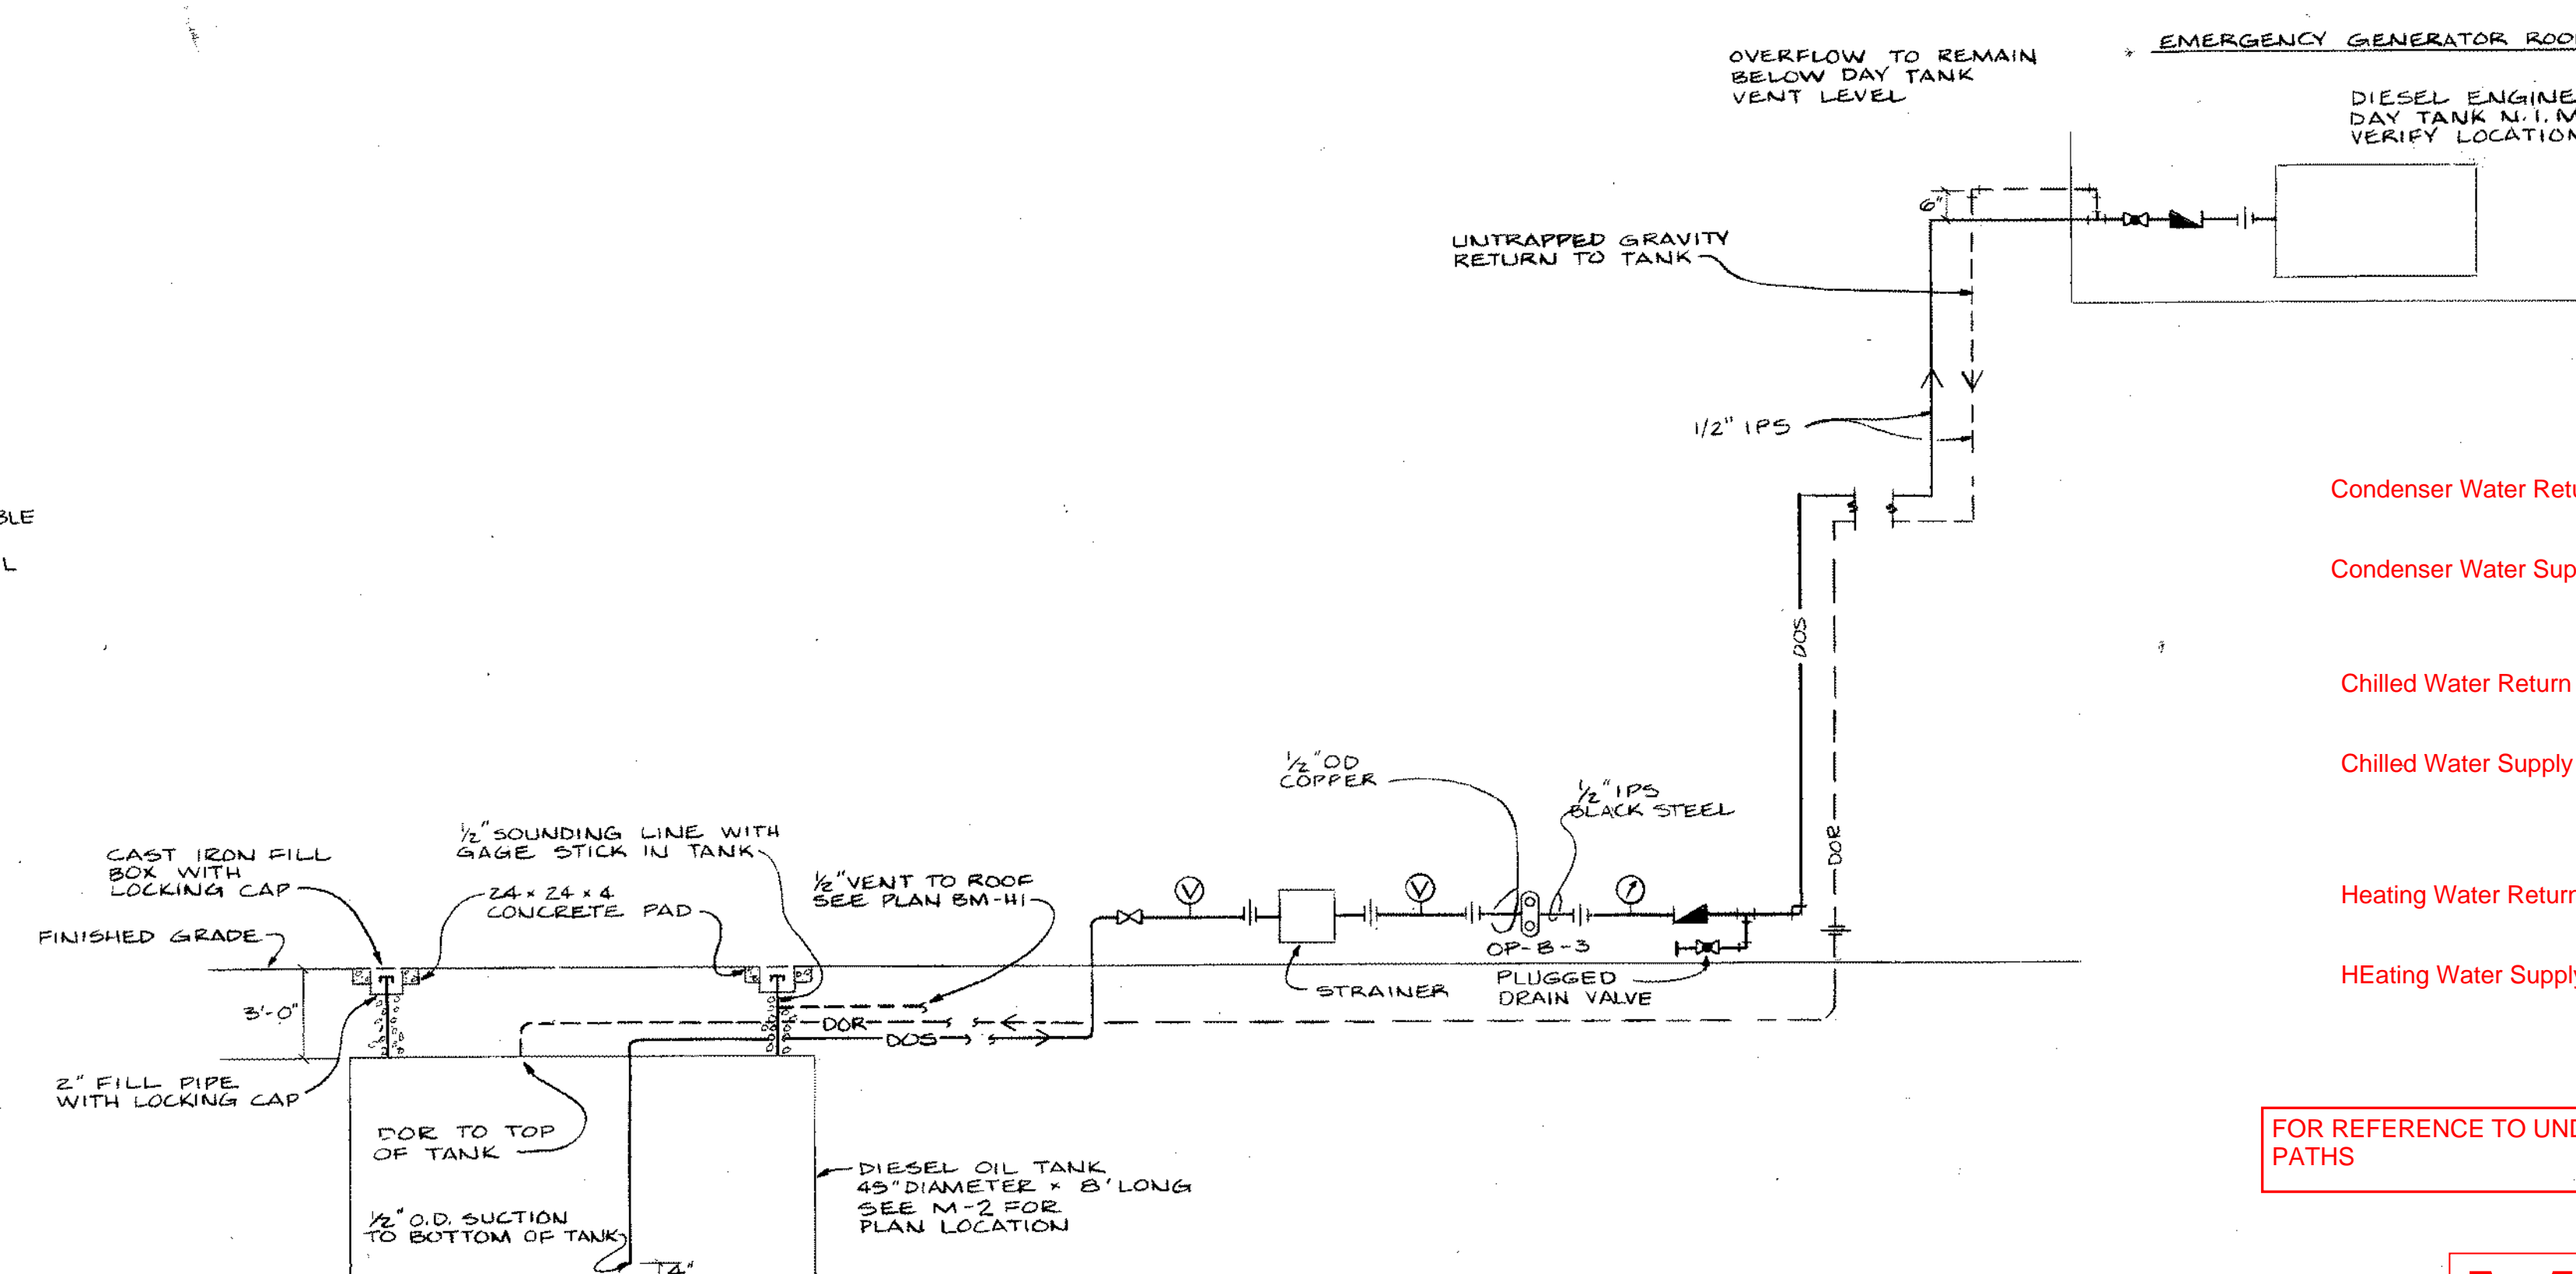 EMERGENCY GENERATOR
OVERFLOW TO REMAIN
BELOW DAY TANK
VENT LEVEL
DIESEL ENGINE
DAY TANK N.I.M
VERIFY LOCATION
6"
UNTRAPPED GRAVITY
RETURN TO TANK
1/2" IPS
Condenser Water
BLE
L
Condenser Water
DOS
Chilled Water Return
Chilled Water Supply
1/2" OD
COPPER
1/2" IPS
BLACK STEEL
DOR
1/2" SOUNDING LINE WITH
GAGE STICK IN TANK
CAST IRON FILL
BOX WITH
LOCKING CAP
24 x 24 x 4
CONCRETE PAD
1/2" VENT TO ROOF
SEE PLAN BM-H1
V
V
Heating Water Return
FINISHED GRADE
OP-B-3
STRAINER
PLUGGED
DRAIN VALVE
HEating Water Supply
3'-0"
DOR
DOS
2" FILL PIPE
WITH LOCKING CAP
DOR TO TOP
OF TANK
FOR REFERENCE TO
PATHS
DIESEL OIL TANK
45" DIAMETER x 8' LONG
SEE M-2 FOR
PLAN LOCATION
1/2" O.D. SUCTION
TO BOTTOM OF TANK
4"